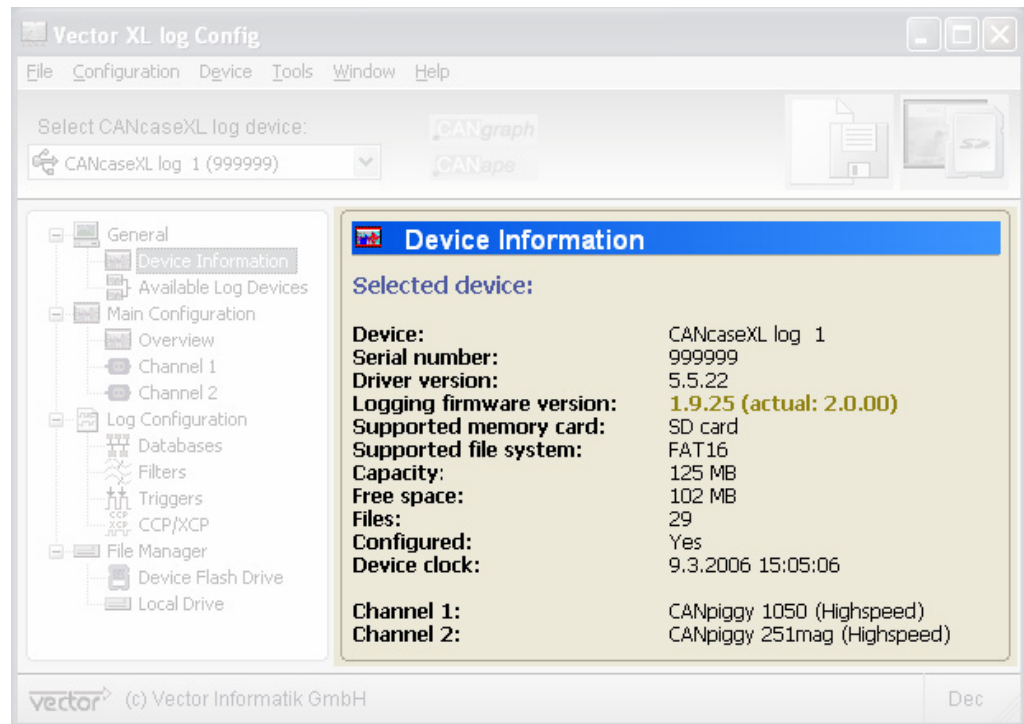 Vector XL log Config
File Configuration Device Tools Window Help
Select CANcaseXL log device:
CANcaseXL log 1 (999999)
CANgraph
CANape
SD
General
Device Information
Available Log Devices
Main Configuration
Overview
Channel 1
Channel 2
Log Configuration
Databases
Filters
Triggers
CCP XCP CCP/XCP
File Manager
Device Flash Drive
Local Drive
Device Information
Selected device:
Device: CANcaseXL log 1
Serial number: 999999
Driver version: 5.5.22
Logging firmware version: 1.9.25 (actual: 2.0.00)
Supported memory card: SD card
Supported file system: FAT16
Capacity: 125 MB
Free space: 102 MB
Files: 29
Configured: Yes
Device clock: 9.3.2006 15:05:06
Channel 1: CANpiggy 1050 (Highspeed)
Channel 2: CANpiggy 251mag (Highspeed)
vector (c) Vector Informatik GmbH Dec